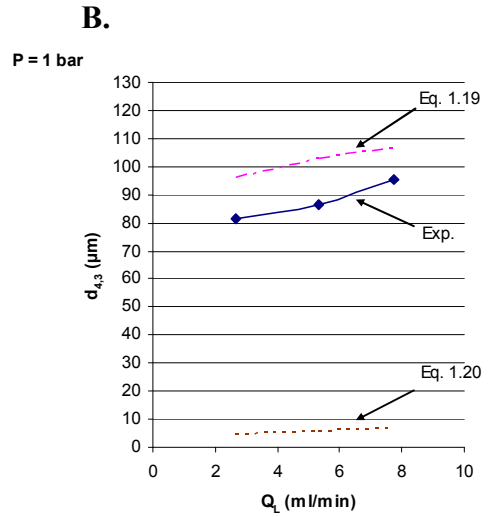 B.
P = 1 bar
130
120
110
100
90
80
70
60
50
40
30
20
10
0
d4,3 (µm)
Eq. 1.19
Exp.
Eq. 1.20
0 2 4 6 8 10
QL (ml/min)